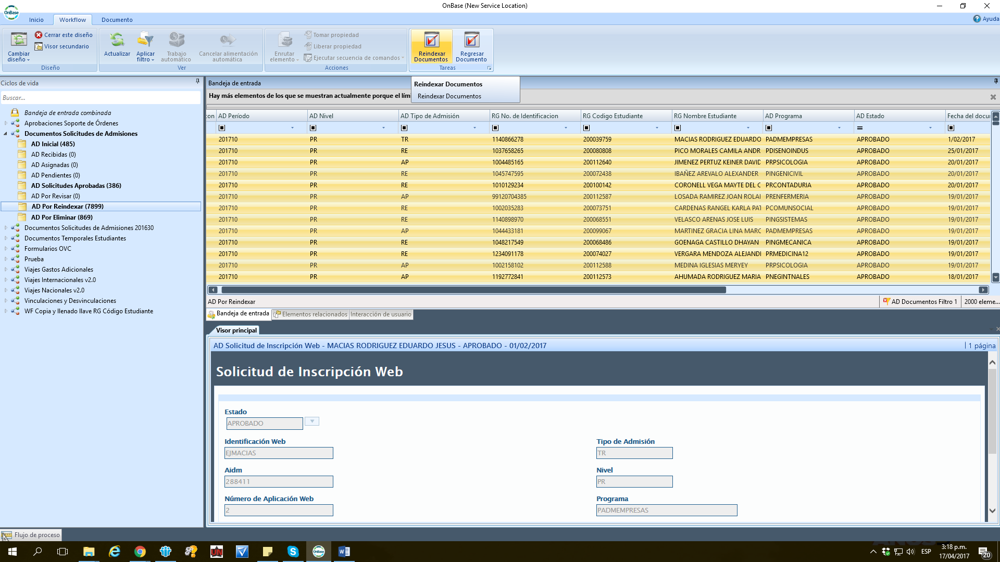 OnBase (New Service Location)
OnBase
Inicio
Workflow
Documento
Ayuda
Cambiar diseño
Cerrar este diseño
Visor secundario
Diseño
Actualizar
Aplicar filtro
Trabajo automático
Cancelar alimentación automática
Ver
Enrutar elemento
Tomar propiedad
Liberar propiedad
Ejecutar secuencia de comandos
Acciones
Reindexar Documentos
Regresar Documento
Tareas
Reindexar Documentos
Reindexar Documentos
Ciclos de vida
Buscar...
Bandeja de entrada combinada
Aprobaciones Soporte de Órdenes
Documentos Solicitudes de Admisiones
AD Inicial (485)
AD Recibidas (0)
AD Asignadas (0)
AD Pendientes (0)
AD Solicitudes Aprobadas (386)
AD Por Revisar (0)
AD Por Reindexar (7899)
AD Por Eliminar (869)
Documentos Solicitudes de Admisiones 201630
Documentos Temporales Estudiantes
Formularios OVC
Prueba
Viajes Gastos Adicionales
Viajes Internacionales v2.0
Viajes Nacionales v2.0
Vinculaciones y Desvinculaciones
WF Copia y llenado llave RG Código Estudiante
Bandeja de entrada
Hay más elementos de los que se muestran actualmente porque el lími
con AD Período AD Nivel AD Tipo de Admisión RG No. de Identificacion RG Codigo Estudiante RG Nombre Estudiante AD Programa AD Estado Fecha del docu
=
201710 PR TR 1140866278 200039759 MACIAS RODRIGUEZ EDUARDO PADMEMPRESAS APROBADO 1/02/2017
201710 PR RE 1037658265 200080808 PICO MORALES CAMILA ANDR PDISENOINDUS APROBADO 25/01/2017
201710 PR AP 1004485165 200112640 JIMENEZ PERTUZ KEINER DAVID PRPSICOLOGIA APROBADO 20/01/2017
201710 PR RE 1045747595 200072438 IBAÑEZ AREVALO ALEXANDER PINGENICIVIL APROBADO 20/01/2017
201710 PR RE 1010129234 200100142 CORONELL VEGA MAYTE DEL C PRCONTADURIA APROBADO 20/01/2017
201710 PR AP 99120704385 200112587 LOSADA RAMIREZ JOAN ROLAI PRENFERMERIA APROBADO 19/01/2017
201710 PR RE 1002035283 200073751 CARDENAS RANGEL KARLA PAT PCOMUNSOCIAL APROBADO 19/01/2017
201710 PR RE 1140898970 200068551 VELASCO ARENAS JOSE LUIS PINGSISTEMAS APROBADO 19/01/2017
201710 PR AP 1044433181 200099067 MARTINEZ GRACIA LINA MARC PADMEMPRESAS APROBADO 19/01/2017
201710 PR RE 1048217549 200068486 GOENAGA CASTILLO DHAYAN PINGMECANICA APROBADO 19/01/2017
201710 PR RE 1234091178 200074027 VERGARA MENDOZA ALEJANDI PRMEDICINA12 APROBADO 19/01/2017
201710 PR AP 1002158102 200112588 MEDINA IGLESIAS MERYEY PRPSICOLOGIA APROBADO 19/01/2017
201710 PR AP 1192772841 200112573 AHUMADA RODRIGUEZ MARIA PNEGINTNALES APROBADO 18/01/2017
AD Por Reindexar
AD Documentos Filtro 1
2000 eleme...
Bandeja de entrada
Elementos relacionados
Interacción de usuario
Visor principal
AD Solicitud de Inscripción Web - MACIAS RODRIGUEZ EDUARDO JESUS - APROBADO - 01/02/2017
| 1 página
Solicitud de Inscripción Web
Estado
APROBADO
Identificación Web
EJMACIAS
Tipo de Admisión
TR
Aidm
288411
Nivel
PR
Número de Aplicación Web
2
Programa
PADMEMPRESAS
Flujo de proceso
OnBase
ESP
3:18 p.m.
17/04/2017
20